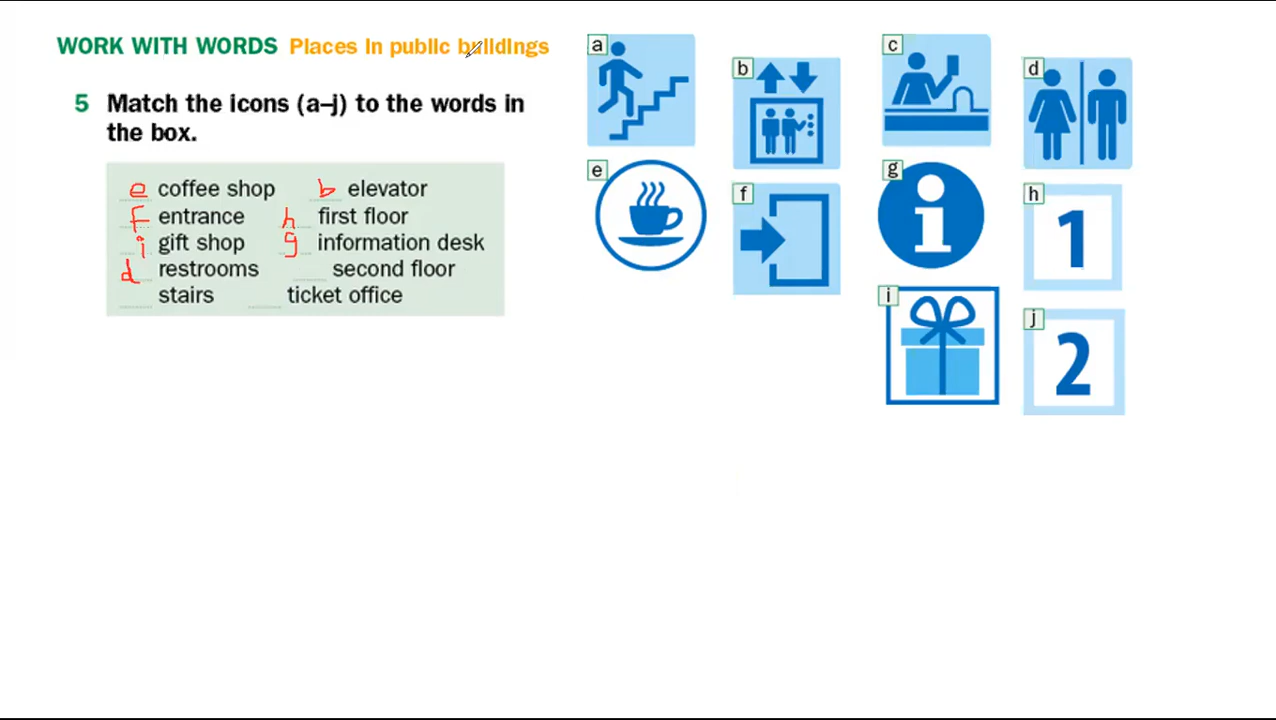 WORK WITH WORDS Places in public buildings
5 Match the icons (a–j) to the words in
the box.
e coffee shop b elevator
f entrance h first floor
i gift shop g information desk
d restrooms second floor
stairs ticket office
a
b
c
d
e
f
g
i
h
1
i
j
2